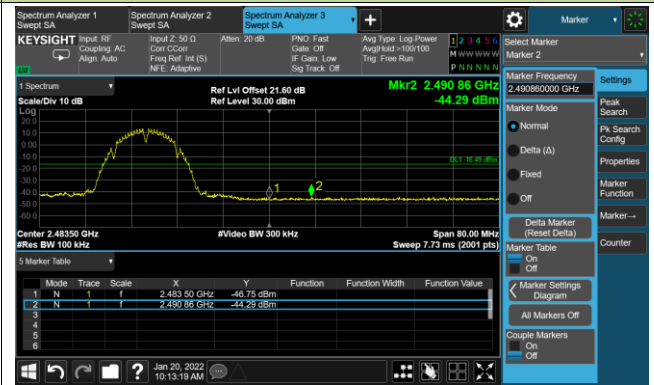 Spectrum Analyzer 1
Swept SA
Spectrum Analyzer 2
Swept SA
Spectrum Analyzer 3
Swept SA
+
Marker
KEYSIGHT
Input: RF
Coupling: AC
Align: Auto
Input Z: 50 Ω
Corr CCorr
Freq Ref: Int (S)
NFE: Adaptive
Atten: 20 dB
PNO: Fast
Gate: Off
IF Gain: Low
Sig Track: Off
Avg Type: Log-Power
Avg|Hold:>100/100
Trig: Free Run
1 2 3 4 5 6
M W W W W W
P N N N N N
LXI
Select Marker
Marker 2
1 Spectrum
Scale/Div 10 dB
Ref Lvl Offset 21.60 dB
Ref Level 30.00 dBm
Mkr2 2.490 86 GHz
-44.29 dBm
Log
20.0
10.0
0.00
-10.0
-20.0
-30.0
-40.0
-50.0
-60.0
DL1 -16.49 dBm
1
2
Center 2.48350 GHz
#Res BW 100 kHz
#Video BW 300 kHz
Span 80.00 MHz
Sweep 7.73 ms (2001 pts)
5 Marker Table
Mode Trace Scale X Y Function Function Width Function Value
1 N 1 f 2.483 50 GHz -46.75 dBm
2 N 1 f 2.490 86 GHz -44.29 dBm
3
4
5
6
Marker Frequency
2.490860000 GHz
Marker Mode
Normal
Delta (Δ)
Fixed
Off
Delta Marker
(Reset Delta)
Marker Table
On
Off
Marker Settings
Diagram
All Markers Off
Couple Markers
On
Off
Settings
Peak
Search
Pk Search
Config
Properties
Marker
Function
Marker→
Counter
?
Jan 20, 2022
10:13:19 AM